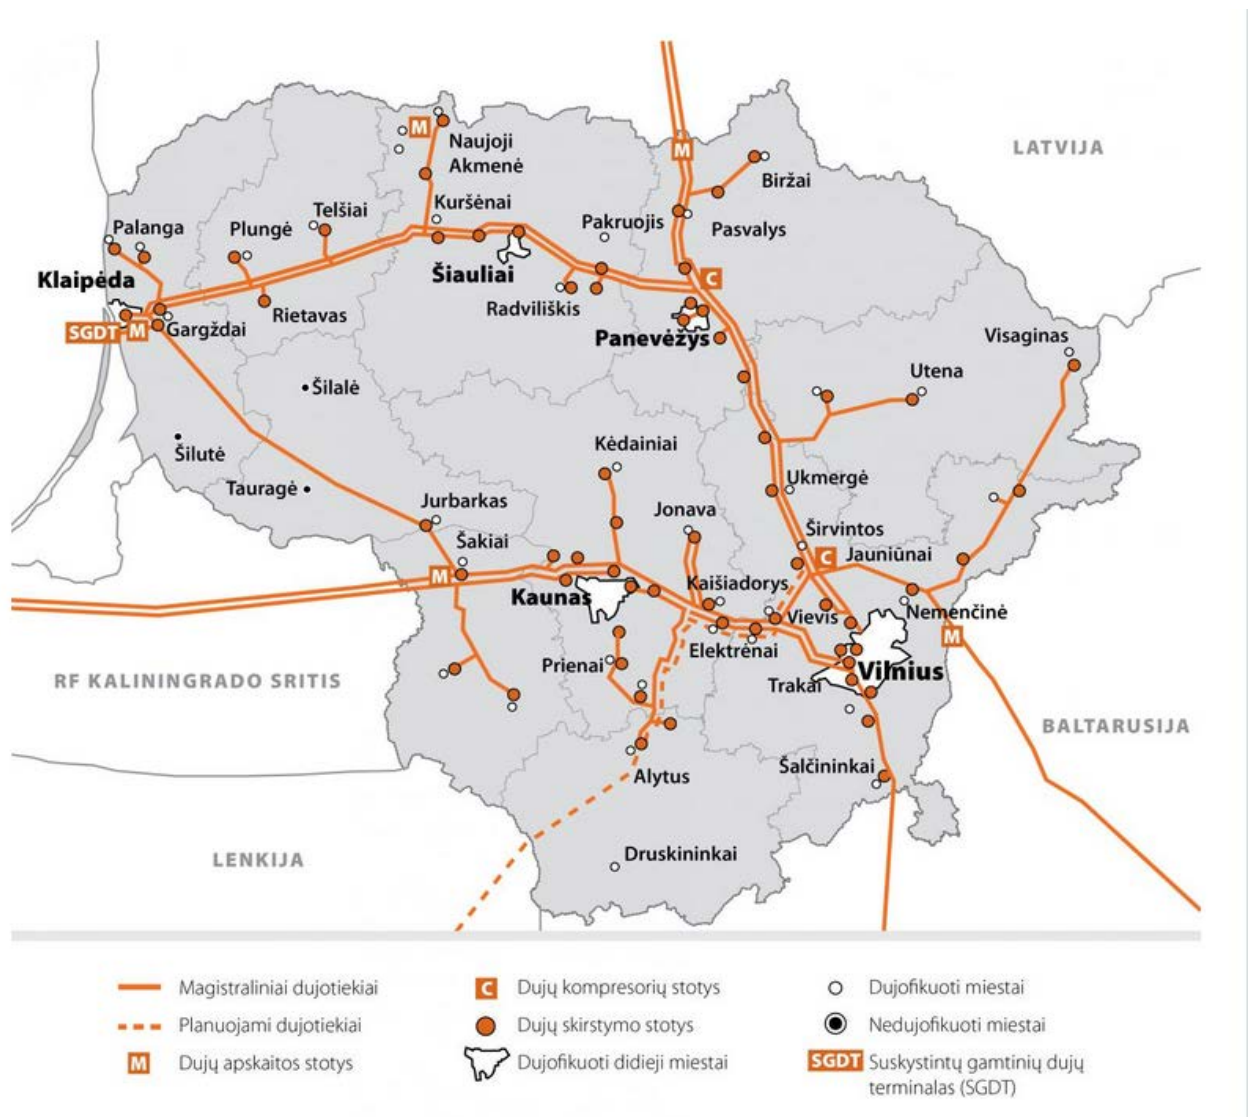 LATVIJA
M
Naujoji
Akmenė
M
Biržai
Telšiai
Kuršėnai
Pakruojis
Pasvalys
Palanga
Plungė
Klaipėda
Šiauliai
C
Radviliškis
Rietavas
SGDT M
Gargždai
Panevėžys
Visaginas
Utena
Šilalė
Šilutė
Kėdainiai
Tauragė
Ukmergė
Jurbarkas
Jonava
Širvintos
Šakiai
C
Jauniūnai
M
Kaišiadorys
Kaunas
Vievis
Nemenčinė
M
Elektrėnai
Prienai
Vilnius
RF KALININGRADO SRITIS
Trakai
BALTARUSIJA
Šalčininkai
Alytus
LENKIJA
Druskininkai
Magistraliniai dujotiekiai
C Dujų kompresorių stotys
Dujofikuoti miestai
Planuojami dujotiekiai
Dujų skirstymo stotys
Nedujofikuoti miestai
M Dujų apskaitos stotys
Dujofikuoti didieji miestai
SGDT Suskystintų gamtinių dujų
terminalas (SGDT)